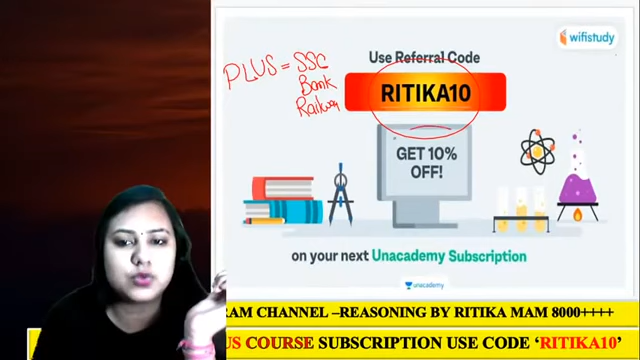 wifistudy
Use Referral Code
PLUS = SSC
Bank
Railway
RITIKA10
GET 10%
OFF!
on your next Unacademy Subscription
unacademy
RAM CHANNEL –REASONING BY RITIKA MAM 8000++++
US COURSE SUBSCRIPTION USE CODE ‘RITIKA10’